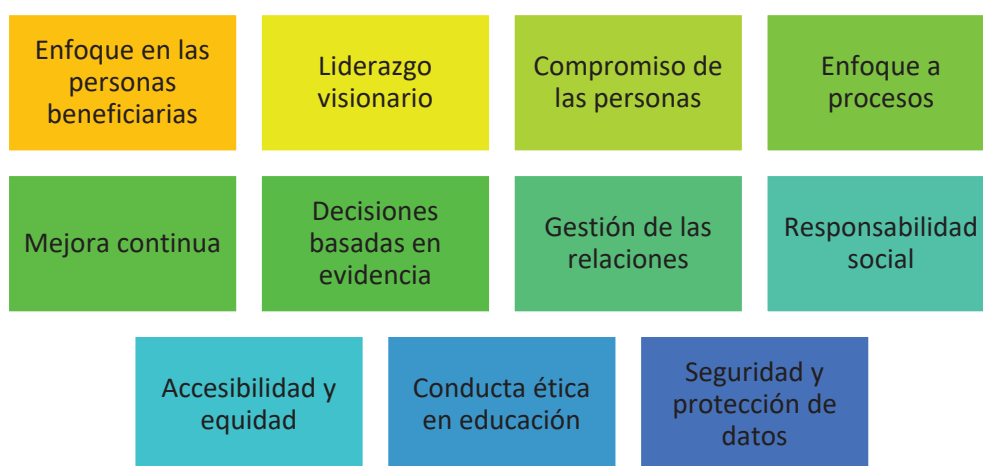 Enfoque en las
personas
beneficiarias
Liderazgo
visionario
Compromiso de
las personas
Enfoque a
procesos
Mejora continua
Decisiones
basadas en
evidencia
Gestión de las
relaciones
Responsabilidad
social
Accesibilidad y
equidad
Conducta ética
en educación
Seguridad y
protección de
datos